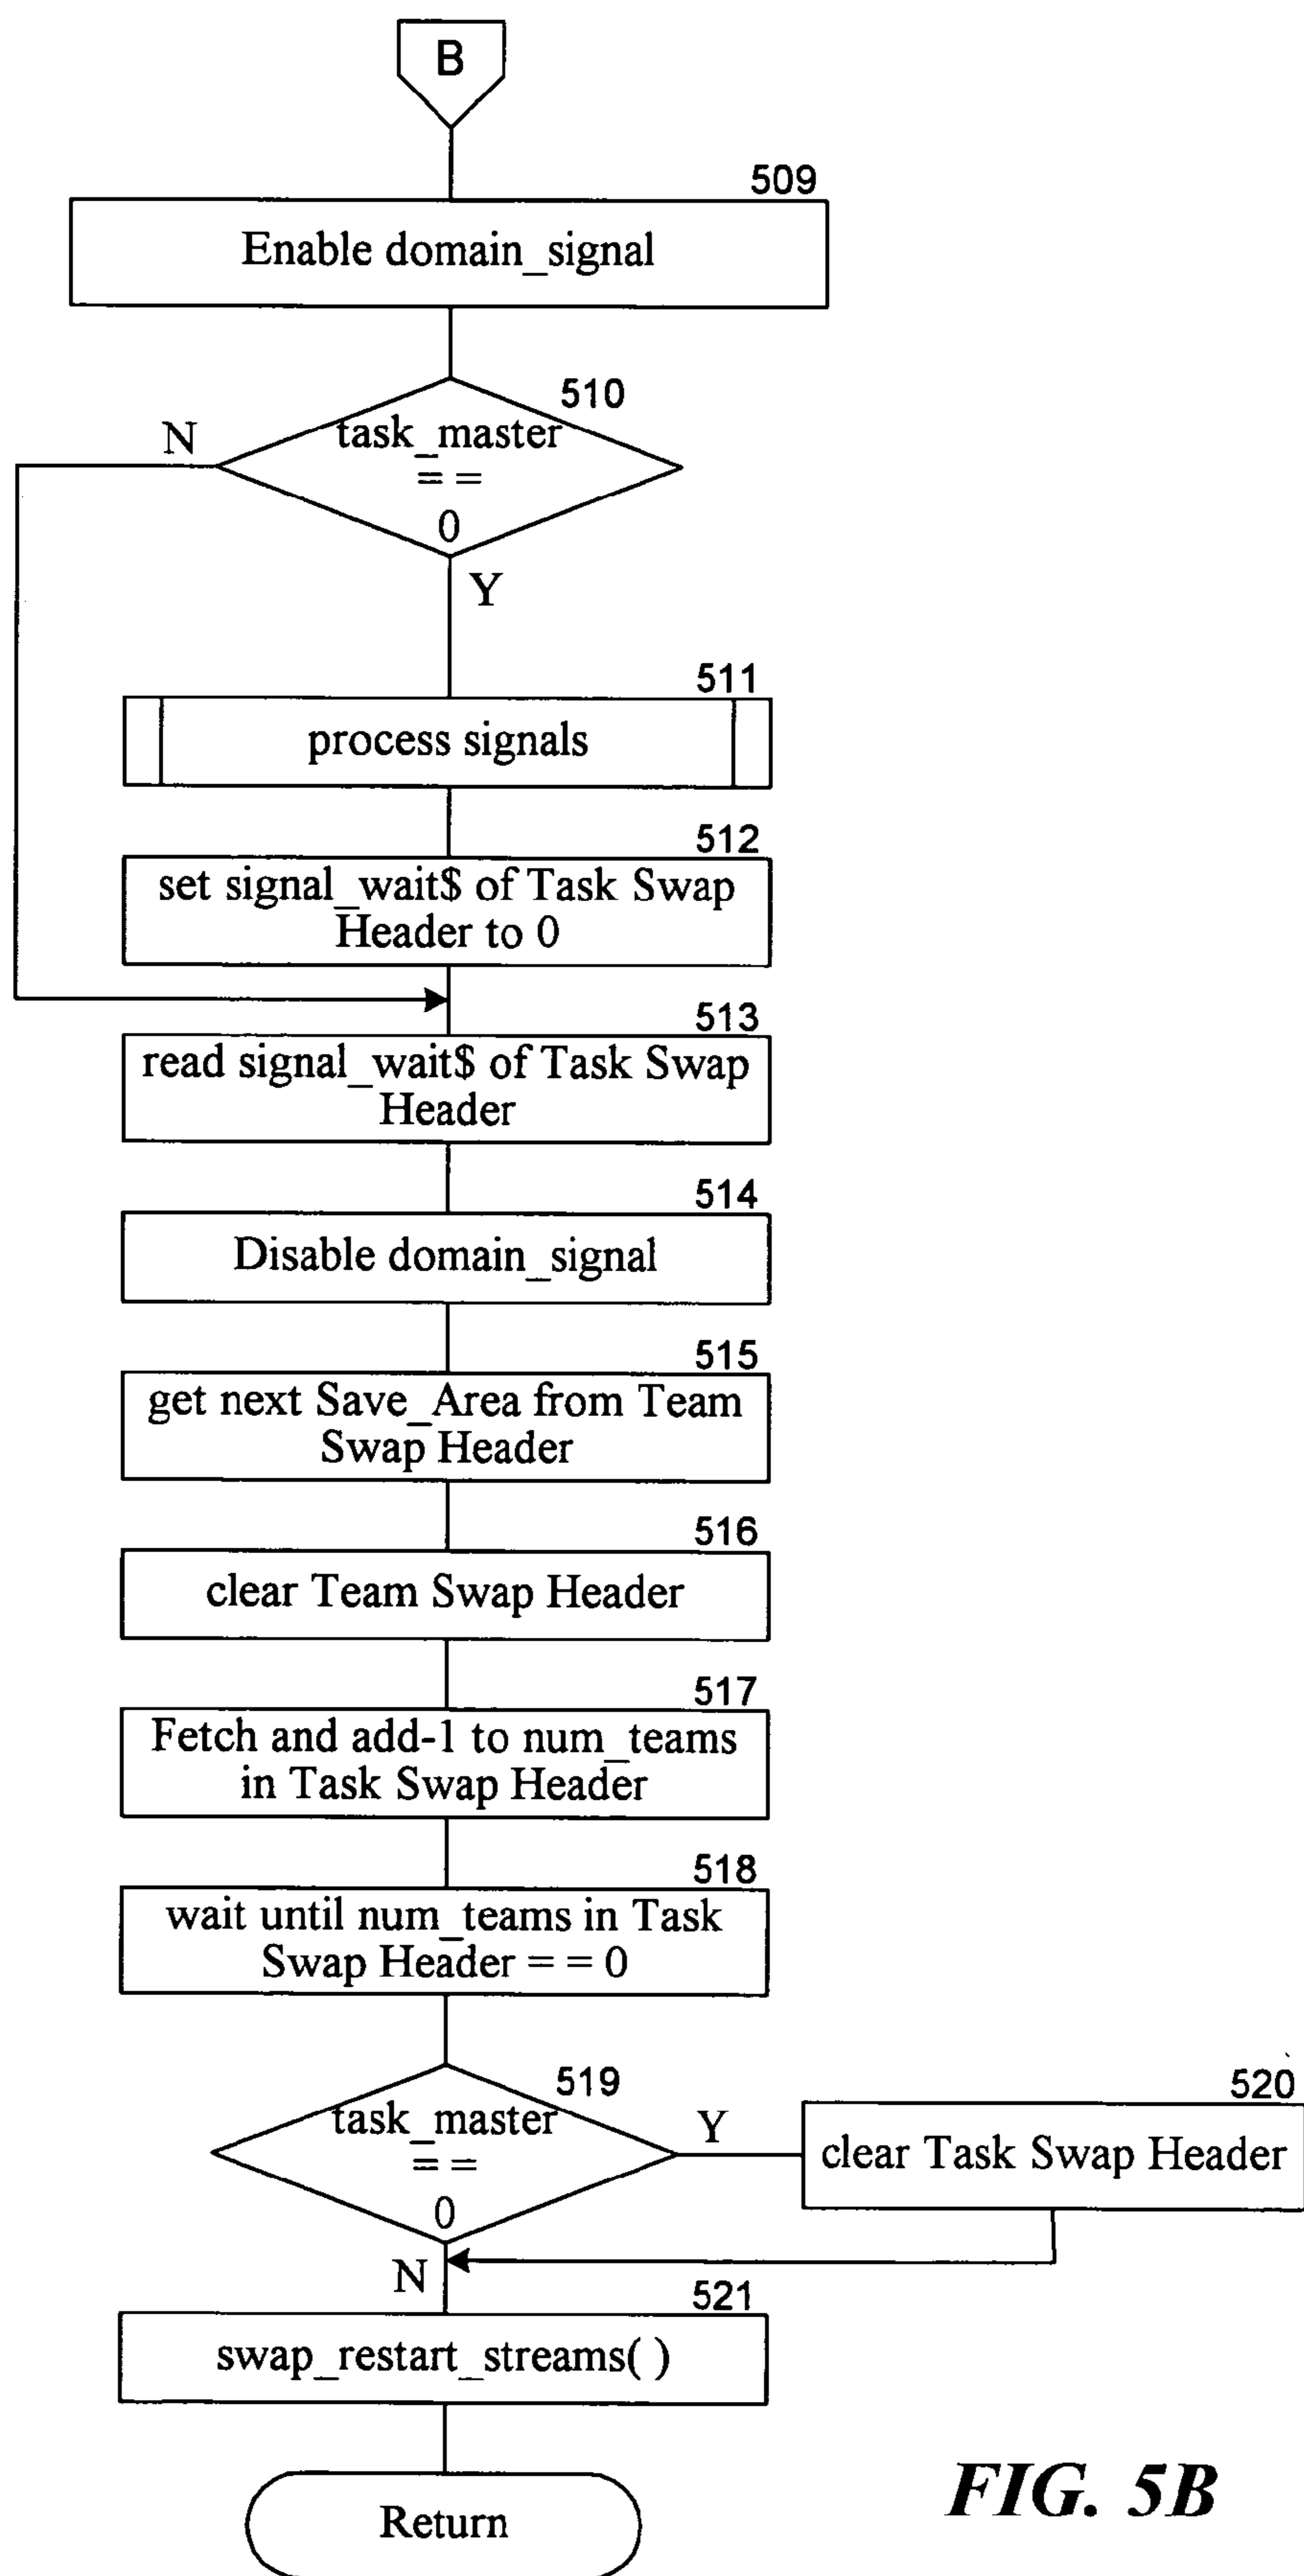 B
509
Enable domain_signal
510
N
task_master
= =
0
Y
511
process signals
512
set signal_wait$ of Task Swap
Header to 0
513
read signal_wait$ of Task Swap
Header
514
Disable domain_signal
515
get next Save_Area from Team
Swap Header
516
clear Team Swap Header
517
Fetch and add-1 to num_teams
in Task Swap Header
518
wait until num_teams in Task
Swap Header = = 0
519
task_master
= =
0
Y
520
clear Task Swap Header
N
521
swap_restart_streams( )
Return
FIG. 5B